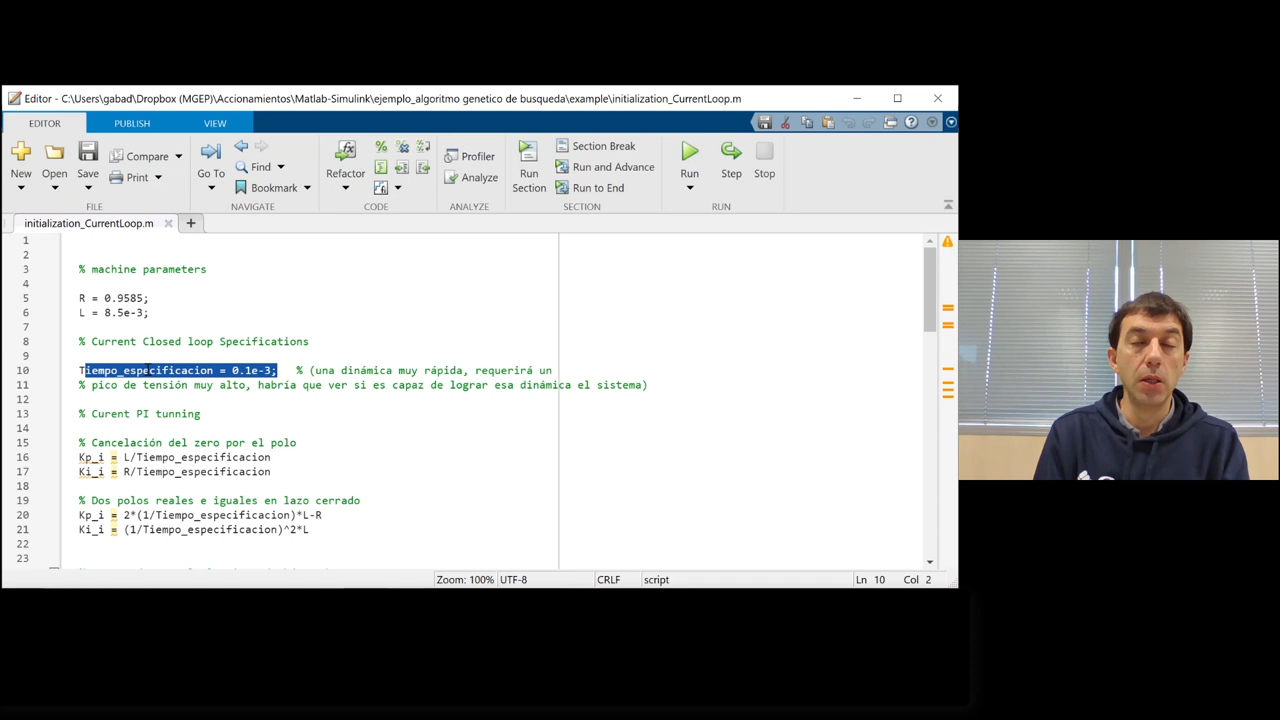 Editor - C:\Users\gabad\Dropbox (MGEP)\Accionamientos\Matlab-Simulink\ejemplo_algoritmo genetico de busqueda\example\initialization_CurrentLoop.m
EDITOR PUBLISH VIEW
New Open Save Compare Print
Go To Find Bookmark
Refactor
Profiler Analyze
Run Section Section Break Run and Advance Run to End
Run Step Stop
FILE NAVIGATE CODE ANALYZE SECTION RUN
initialization_CurrentLoop.m
1
2
3 % machine parameters
4
5 R = 0.9585;
6 L = 8.5e-3;
7
8 % Current Closed loop Specifications
9
10 Tiempo_especificacion = 0.1e-3; % (una dinámica muy rápida, requerirá un
11 % pico de tensión muy alto, habría que ver si es capaz de lograr esa dinámica el sistema)
12
13 % Curent PI tunning
14
15 % Cancelación del zero por el polo
16 Kp_i = L/Tiempo_especificacion
17 Ki_i = R/Tiempo_especificacion
18
19 % Dos polos reales e iguales en lazo cerrado
20 Kp_i = 2*(1/Tiempo_especificacion)*L-R
21 Ki_i = (1/Tiempo_especificacion)^2*L
22
23
Zoom: 100% UTF-8 CRLF script Ln 10 Col 2